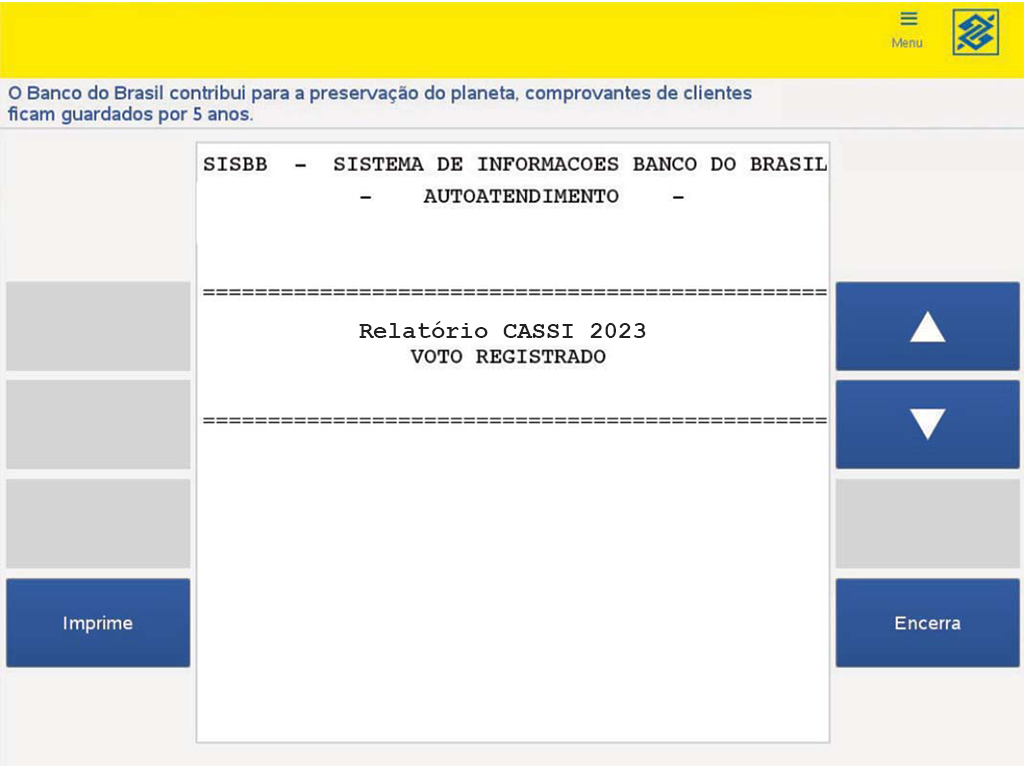 Menu
O Banco do Brasil contribui para a preservação do planeta, comprovantes de clientes
ficam guardados por 5 anos.
SISBB - SISTEMA DE INFORMACOES BANCO DO BRASIL
- AUTOATENDIMENTO -
================================================
Relatório CASSI 2023
VOTO REGISTRADO
================================================
Imprime
Encerra